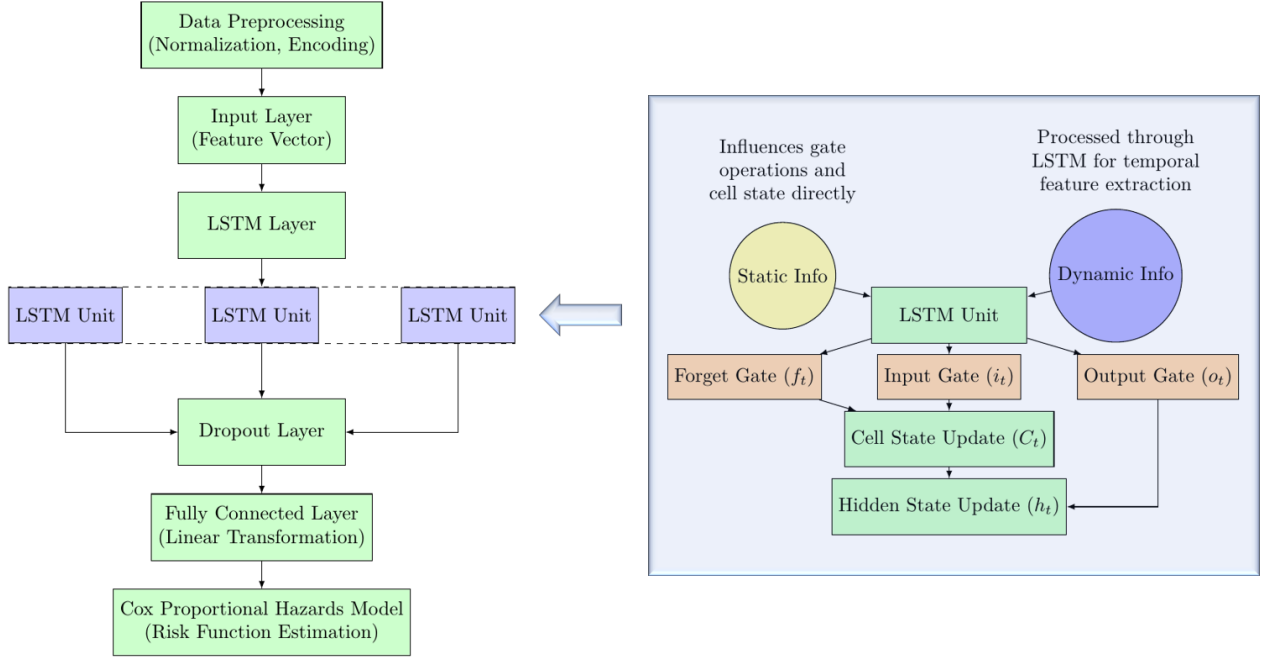 Data Preprocessing
(Normalization, Encoding)
Input Layer
(Feature Vector)
LSTM Layer
LSTM Unit
LSTM Unit
LSTM Unit
Dropout Layer
Fully Connected Layer
(Linear Transformation)
Cox Proportional Hazards Model
(Risk Function Estimation)
Influences gate
operations and
cell state directly
Processed through
LSTM for temporal
feature extraction
Static Info
Dynamic Info
LSTM Unit
Forget Gate (f_t)
Input Gate (i_t)
Output Gate (o_t)
Cell State Update (C_t)
Hidden State Update (h_t)